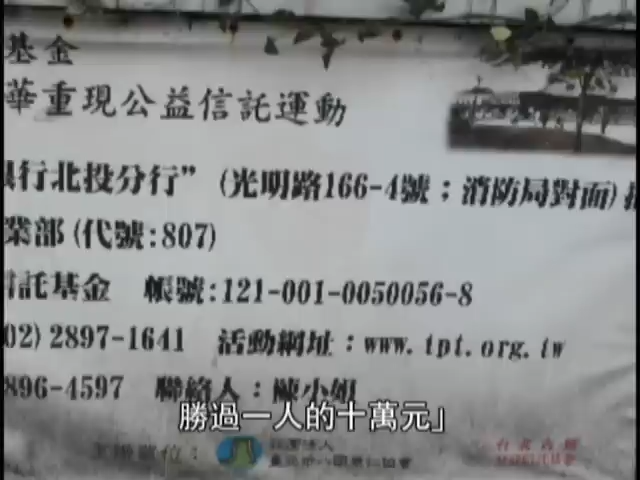 基金
華重現公益信託運動
行北投分行”(光明路166-4號；消防局對面)
業部(代號:807)
託基金 帳號:121-001-0050056-8
02)2897-1641 活動網址：www.tpt.org.tw
896-4597 聯絡人：陳小姐
勝過一人的十萬元」